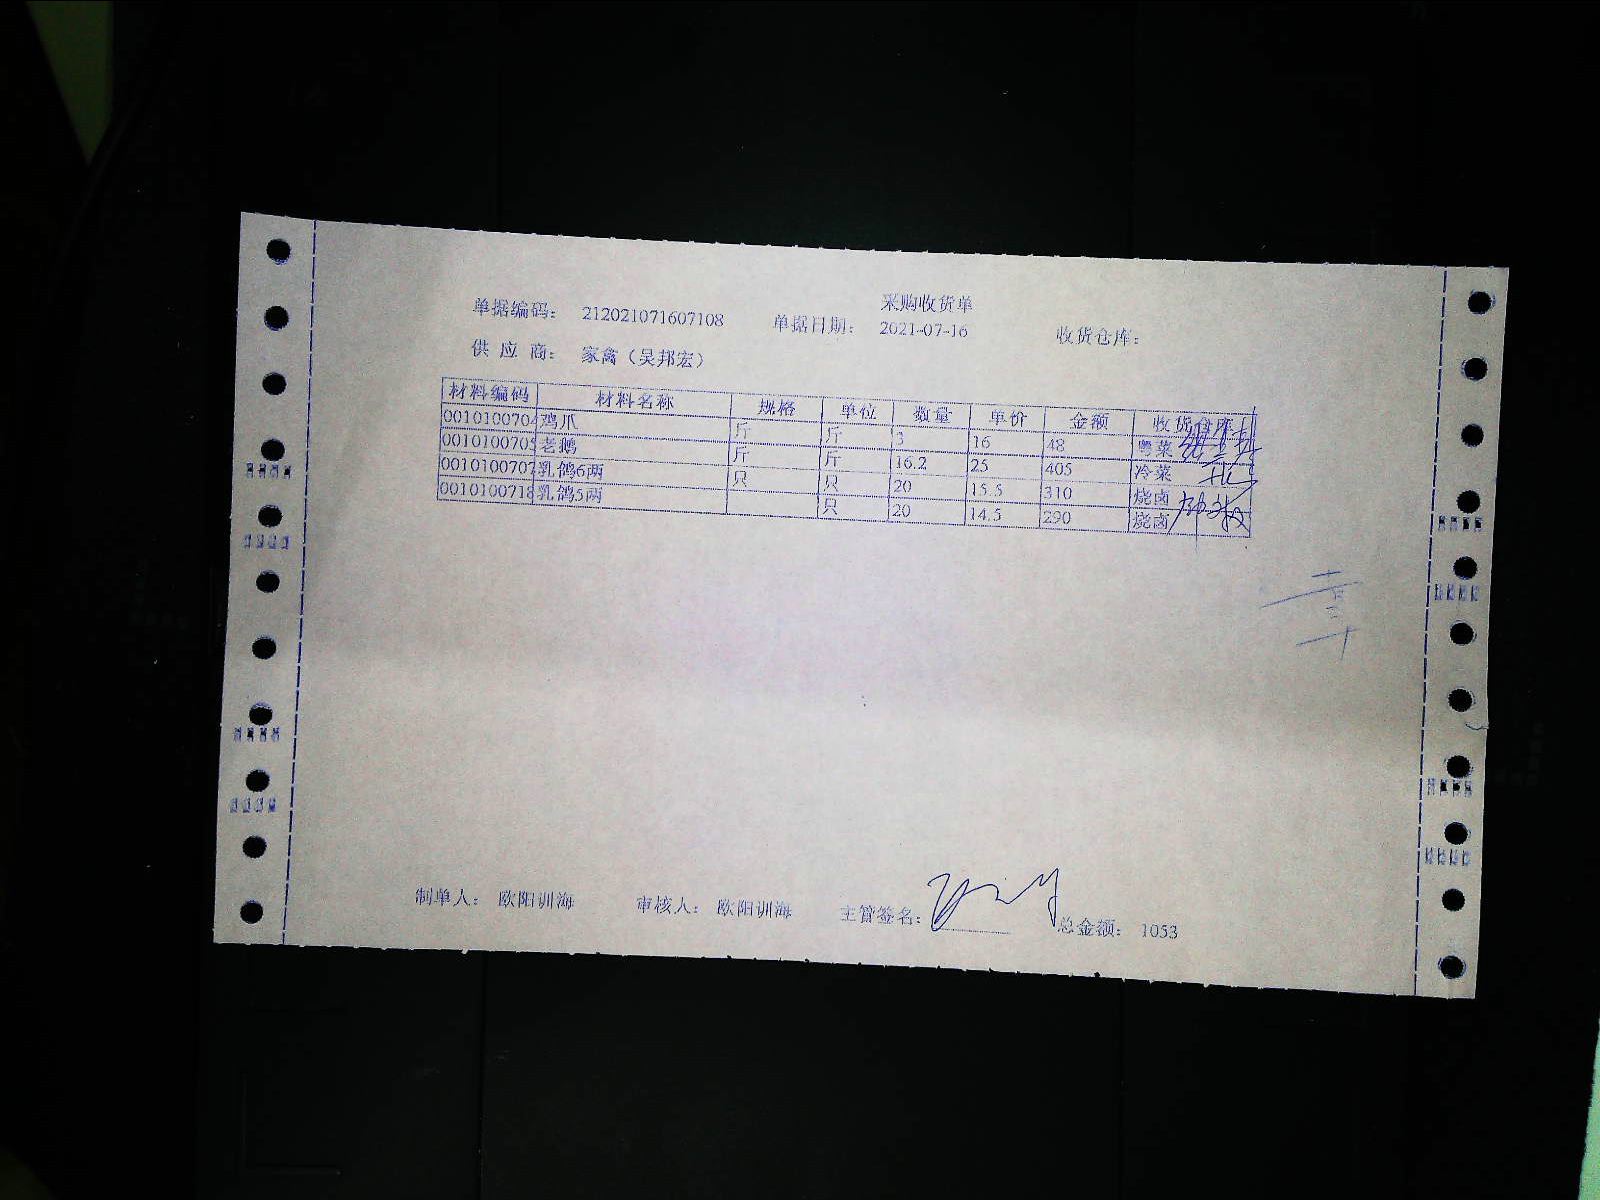 采购收货单
单据编码： 212021071607108 单据日期： 2021-07-16 收货仓库：
供 应 商： 家禽（吴邦宏）
材料编码 材料名称 规格 单位 数量 单价 金额 收货仓库
0010100704 鸡爪 斤 斤 3 16 48 粤菜
0010100705 老鹅 斤 斤 16.2 25 405 冷菜
0010100707 乳鸽6两 只 只 20 15.5 310 烧卤
0010100718 乳鸽5两 只 20 14.5 290 烧卤
制单人： 欧阳训海 审核人： 欧阳训海 主管签名： 总金额： 1053